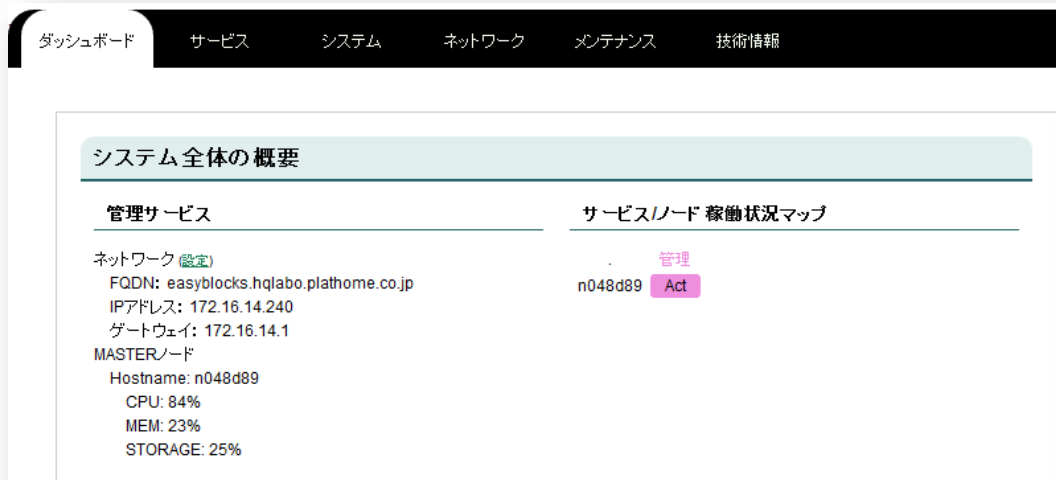 ダッシュボード サービス システム ネットワーク メンテナンス 技術情報
システム全体の概要
管理サービス
ネットワーク (設定)
FQDN: easyblocks.hqlabo.plathome.co.jp
IPアドレス: 172.16.14.240
ゲートウェイ: 172.16.14.1
MASTERノード
Hostname: n048d89
CPU: 84%
MEM: 23%
STORAGE: 25%
サービス/ノード 稼働状況マップ
. 管理
n048d89 Act